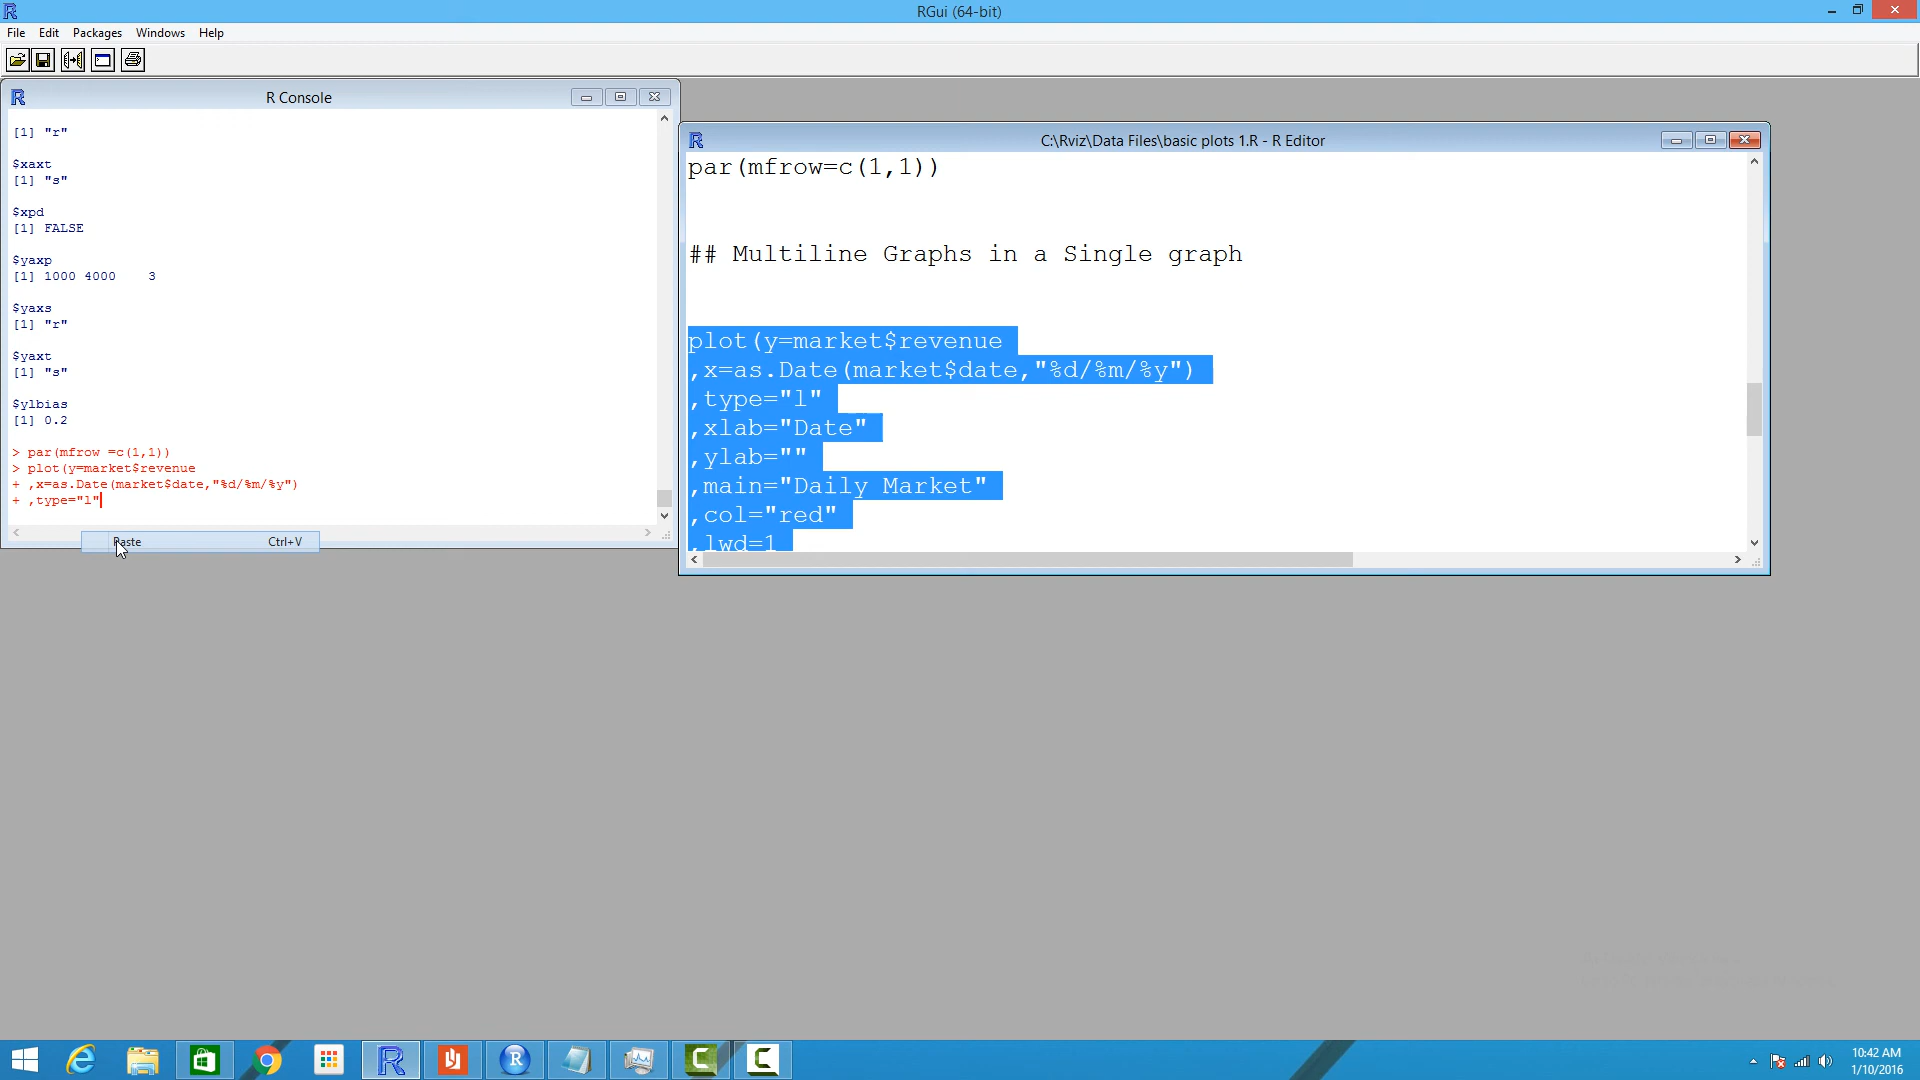 RGui (64-bit)
File Edit Packages Windows Help
R Console
[1] "r"
$xaxt
[1] "s"
$xpd
[1] FALSE
$yaxp
[1] 1000 4000    3
$yaxs
[1] "r"
$yaxt
[1] "s"
$ylbias
[1] 0.2
> par(mfrow =c(1,1))
> plot(y=market$revenue
+ ,x=as.Date(market$date,"%d/%m/%y")
+ ,type="l"
Paste Ctrl+V
C:\Rviz\Data Files\basic plots 1.R - R Editor
par(mfrow=c(1,1))
## Multiline Graphs in a Single graph
plot(y=market$revenue
,x=as.Date(market$date,"%d/%m/%y")
,type="l"
,xlab="Date"
,ylab=""
,main="Daily Market"
,col="red"
,lwd=1
10:42 AM
1/10/2016